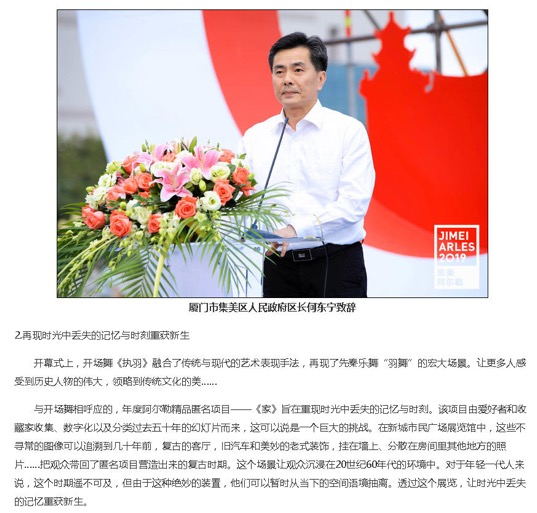 JIMEI
ARLES
2019
集美
阿尔勒
厦门市集美区人民政府区长何东宁致辞
2.再现时光中丢失的记忆与时刻重获新生
开幕式上，开场舞《执羽》融合了传统与现代的艺术表现手法，再现了先秦乐舞“羽舞”的宏大场景。让更多人感
受到历史人物的伟大，领略到传统文化的美……
与开场舞相呼应的，年度阿尔勒精品匿名项目——《家》旨在重现时光中丢失的记忆与时刻。该项目由爱好者和收
藏家收集、数字化以及分类过去五十年的幻灯片而来，这可以说是一个巨大的挑战。在新城市民广场展览馆中，这些不
寻常的图像可以追溯到几十年前，复古的客厅，旧汽车和美妙的老式装饰，挂在墙上、分散在房间里其他地方的照
片……把观众带回了匿名项目营造出来的复古时期。这个场景让观众沉浸在20世纪60年代的环境中。对于年轻一代人来
说，这个时期遥不可及，但由于这种绝妙的装置，他们可以暂时从当下的空间语境抽离。透过这个展览，让时光中丢失
的记忆重获新生。